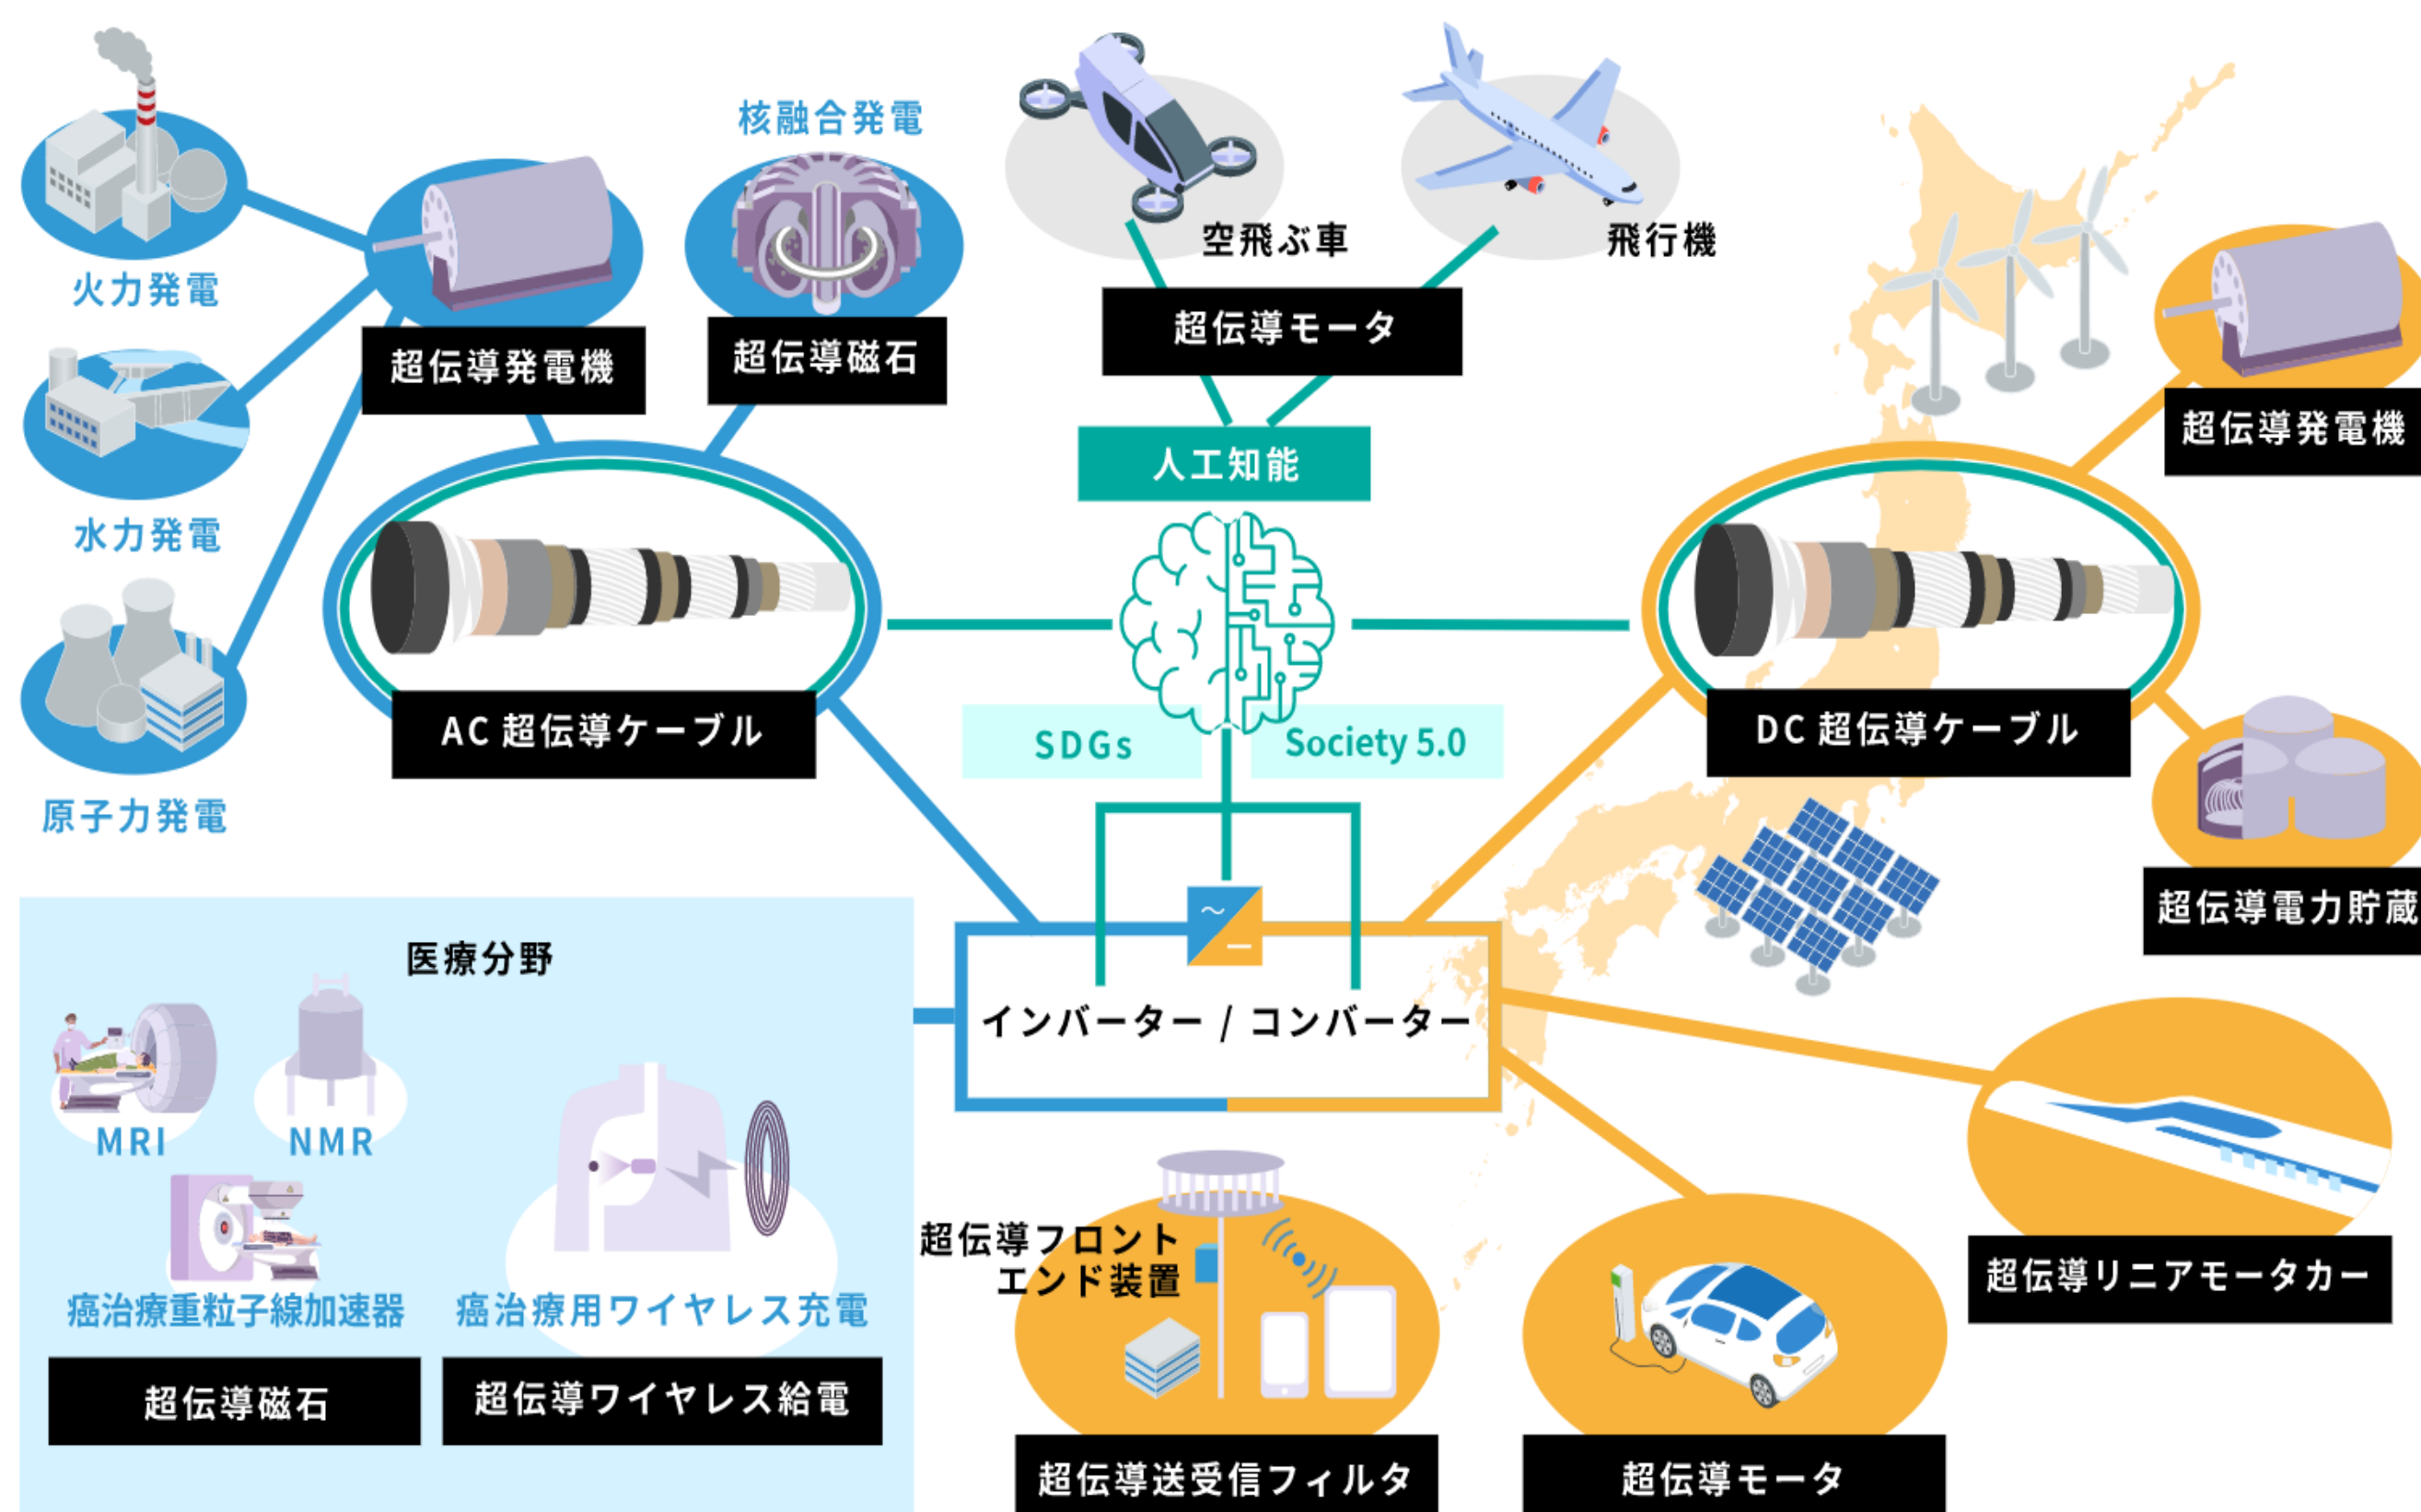 核融合発電
空飛ぶ車
飛行機
火力発電
超伝導発電機
超伝導磁石
超伝導モータ
超伝導発電機
人工知能
水力発電
AC 超伝導ケーブル
SDGs
Society 5.0
DC 超伝導ケーブル
原子力発電
超伝導電力貯蔵
～
医療分野
インバーター / コンバーター
MRI
NMR
超伝導フロント
エンド装置
超伝導リニアモータカー
癌治療重粒子線加速器
癌治療用ワイヤレス充電
超伝導磁石
超伝導ワイヤレス給電
超伝導送受信フィルタ
超伝導モータ